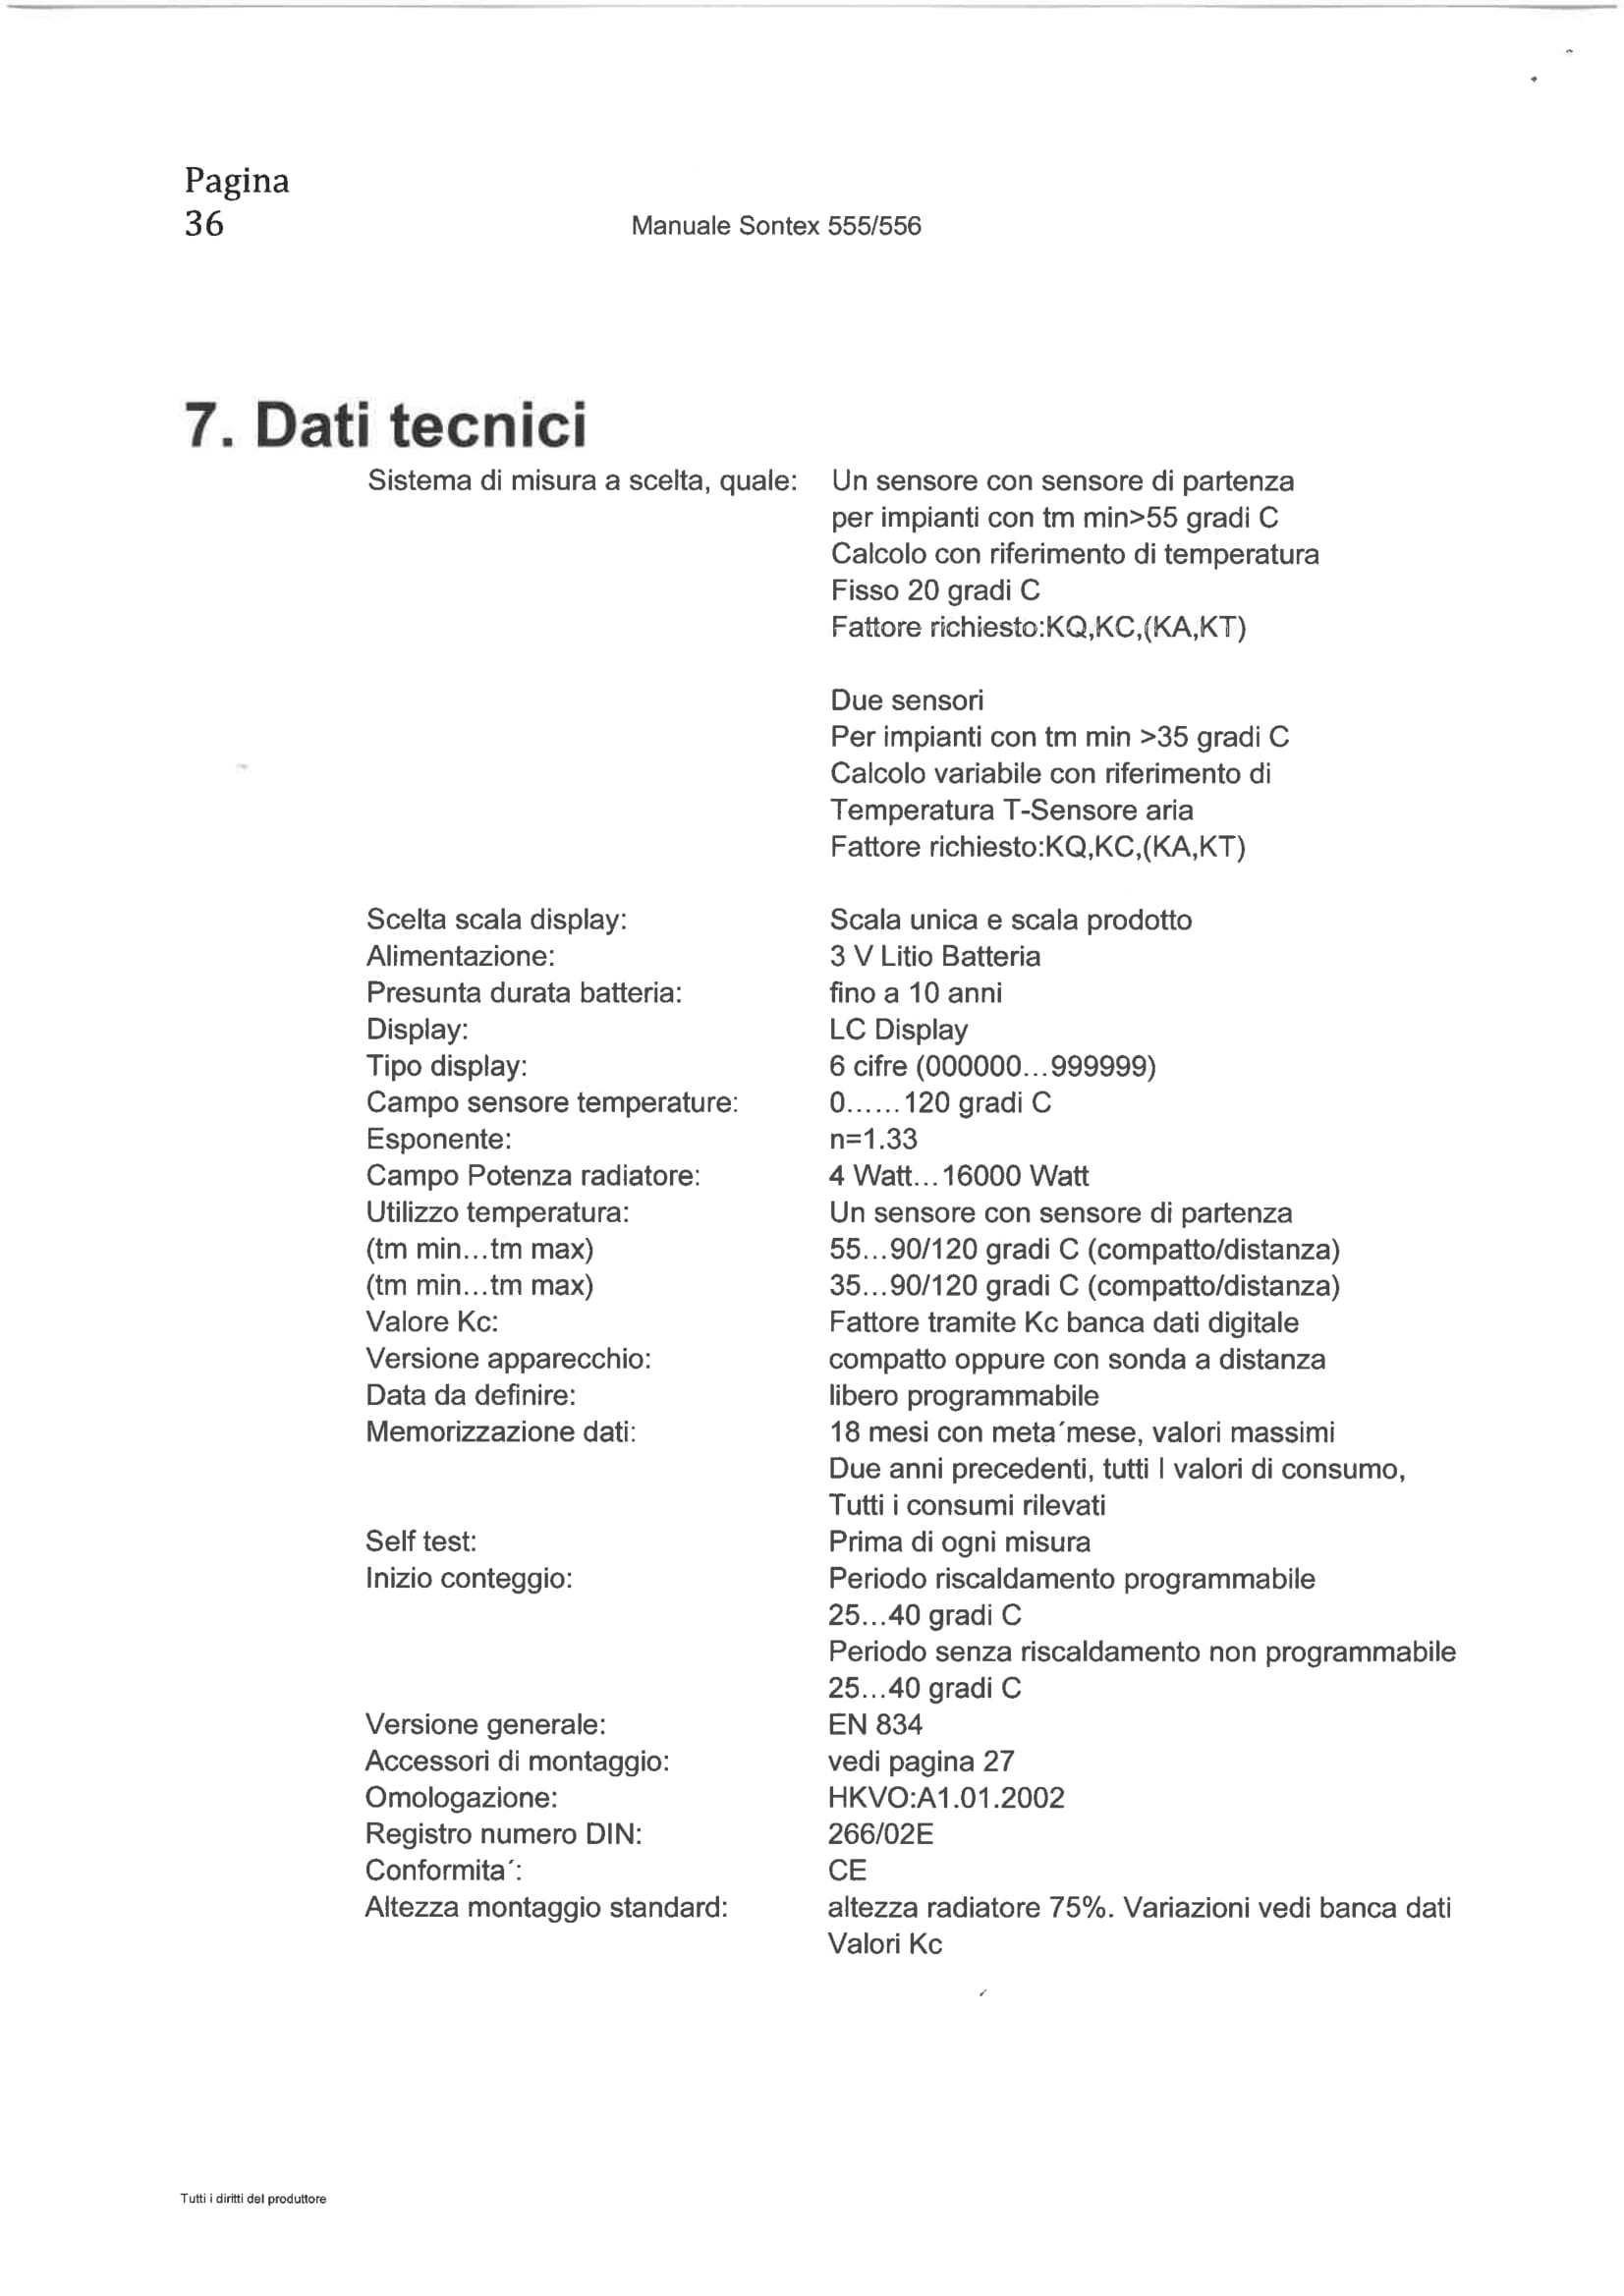 Pagina
36
Manuale Sontex 555/556
7. Dati tecnici
Sistema di misura a scelta, quale: Un sensore con sensore di partenza
per impianti con tm min>55 gradi C
Calcolo con riferimento di temperatura
Fisso 20 gradi C
Fattore richiesto:KQ,KC,(KA,KT)
Due sensori
Per impianti con tm min >35 gradi C
Calcolo variabile con riferimento di
Temperatura T-Sensore aria
Fattore richiesto:KQ,KC,(KA,KT)
Scelta scala display: Scala unica e scala prodotto
Alimentazione: 3 V Litio Batteria
Presunta durata batteria: fino a 10 anni
Display: LC Display
Tipo display: 6 cifre (000000...999999)
Campo sensore temperature: 0......120 gradi C
Esponente: n=1.33
Campo Potenza radiatore: 4 Watt...16000 Watt
Utilizzo temperatura: Un sensore con sensore di partenza
(tm min...tm max) 55...90/120 gradi C (compatto/distanza)
(tm min...tm max) 35...90/120 gradi C (compatto/distanza)
Valore Kc: Fattore tramite Kc banca dati digitale
Versione apparecchio: compatto oppure con sonda a distanza
Data da definire: libero programmabile
Memorizzazione dati: 18 mesi con meta´mese, valori massimi
Due anni precedenti, tutti I valori di consumo,
Tutti i consumi rilevati
Self test: Prima di ogni misura
Inizio conteggio: Periodo riscaldamento programmabile
25...40 gradi C
Periodo senza riscaldamento non programmabile
25...40 gradi C
Versione generale: EN 834
Accessori di montaggio: vedi pagina 27
Omologazione: HKVO:A1.01.2002
Registro numero DIN: 266/02E
Conformita´: CE
Altezza montaggio standard: altezza radiatore 75%. Variazioni vedi banca dati
Valori Kc
Tutti i diritti del produttore